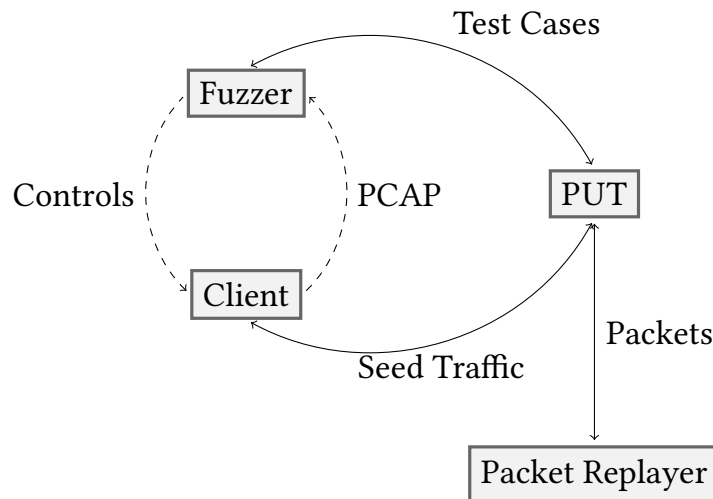 Test Cases
Fuzzer
PUT
Controls
PCAP
Client
Packets
Seed Traffic
Packet Replayer